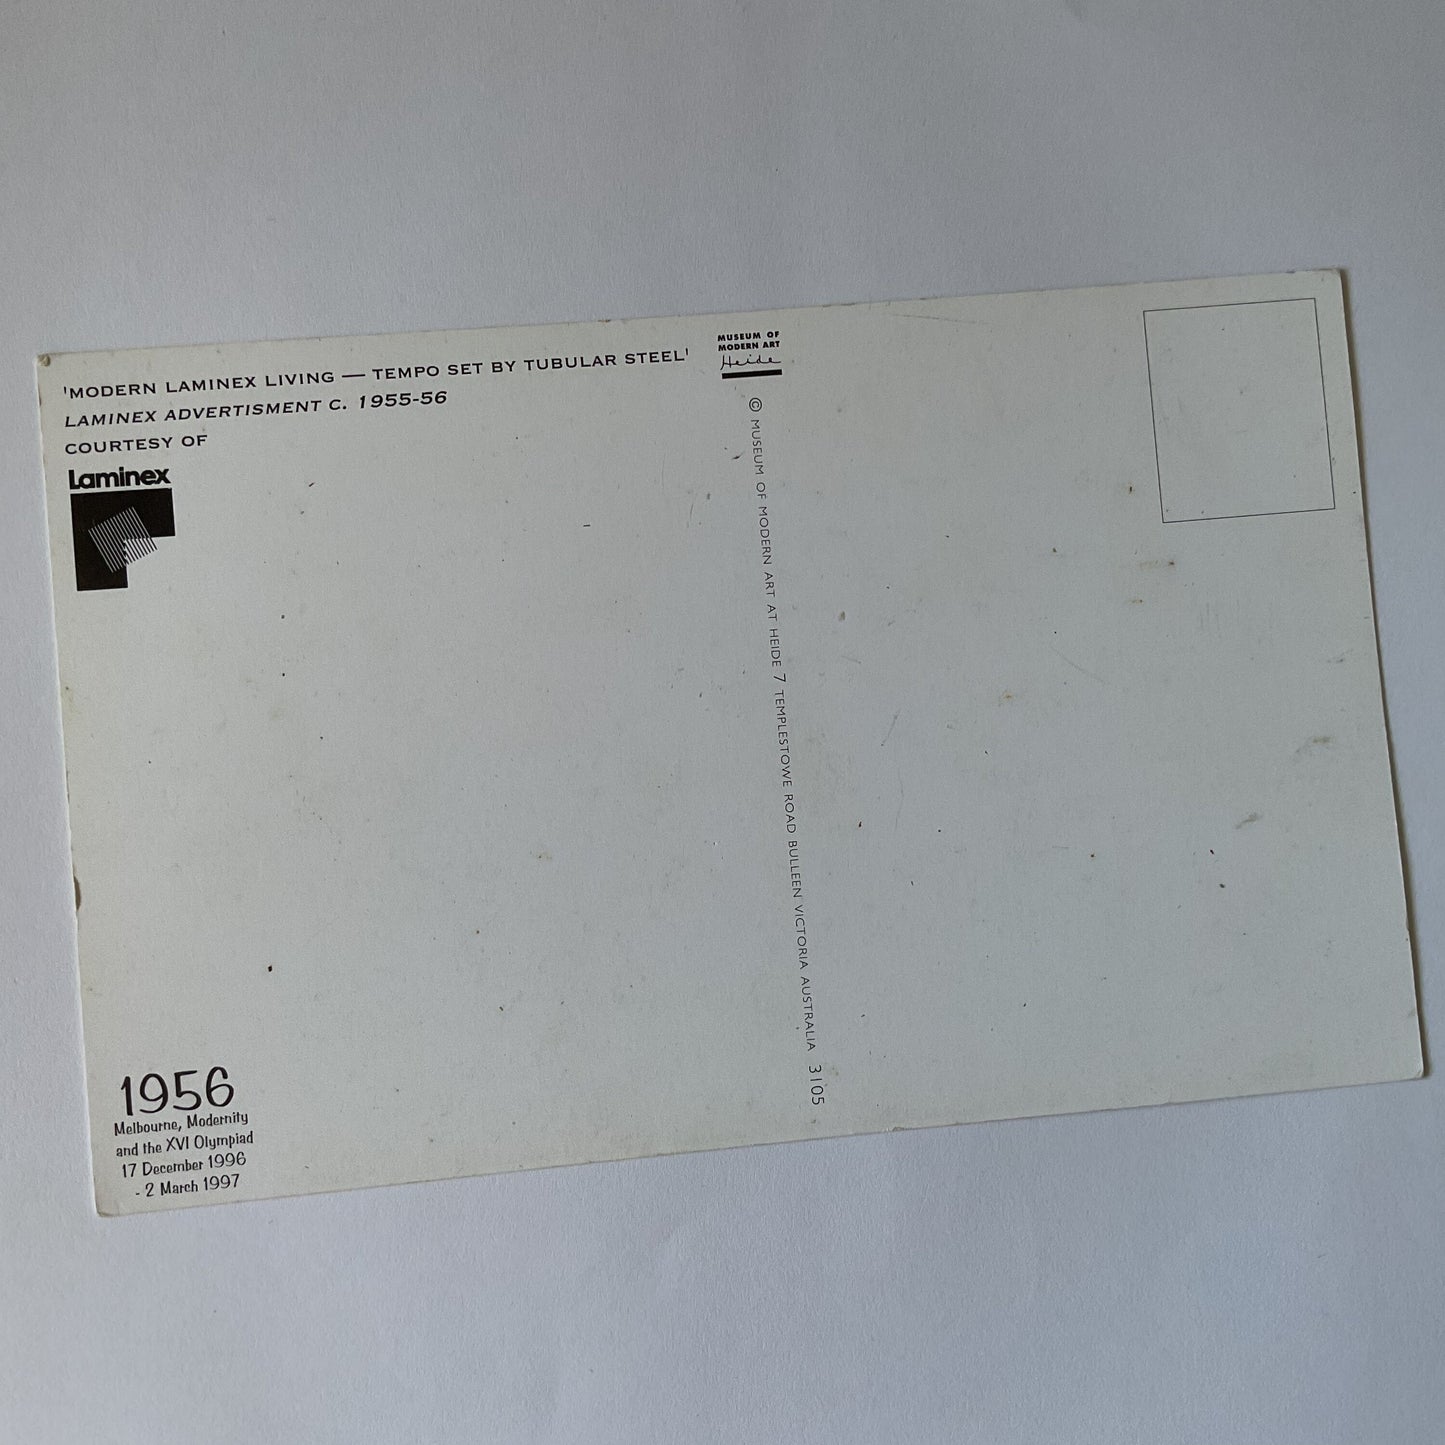 'MODERN LAMINEX LIVING — TEMPO SET BY TUBULAR STEEL'
LAMINEX ADVERTISMENT C. 1955-56
COURTESY OF
Laminex
MUSEUM OF
MODERN ART
Heide
© MUSEUM OF MODERN ART AT HEIDE 7 TEMPLESTOWE ROAD BULLEEN VICTORIA AUSTRALIA 3105
1956
Melbourne, Modernity
and the XVI Olympiad
17 December 1996
- 2 March 1997